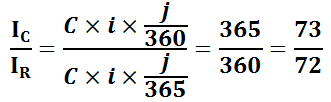 I_C / I_R = (C × i × j/360) / (C × i × j/365) = 365/360 = 73/72